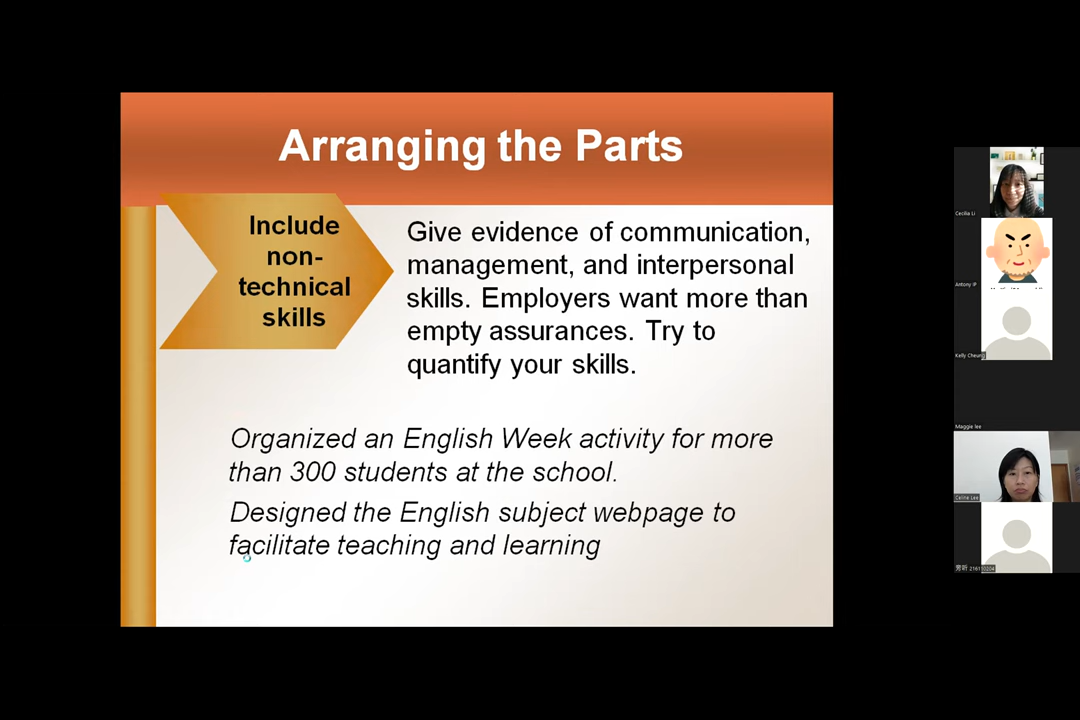 Arranging the Parts
Include
non-
technical
skills
Give evidence of communication,
management, and interpersonal
skills. Employers want more than
empty assurances. Try to
quantify your skills.
Organized an English Week activity for more
than 300 students at the school.
Designed the English subject webpage to
facilitate teaching and learning
Cecilia Li
Antony IP
Kelly Cheung
Maggie lee
Celine Lee